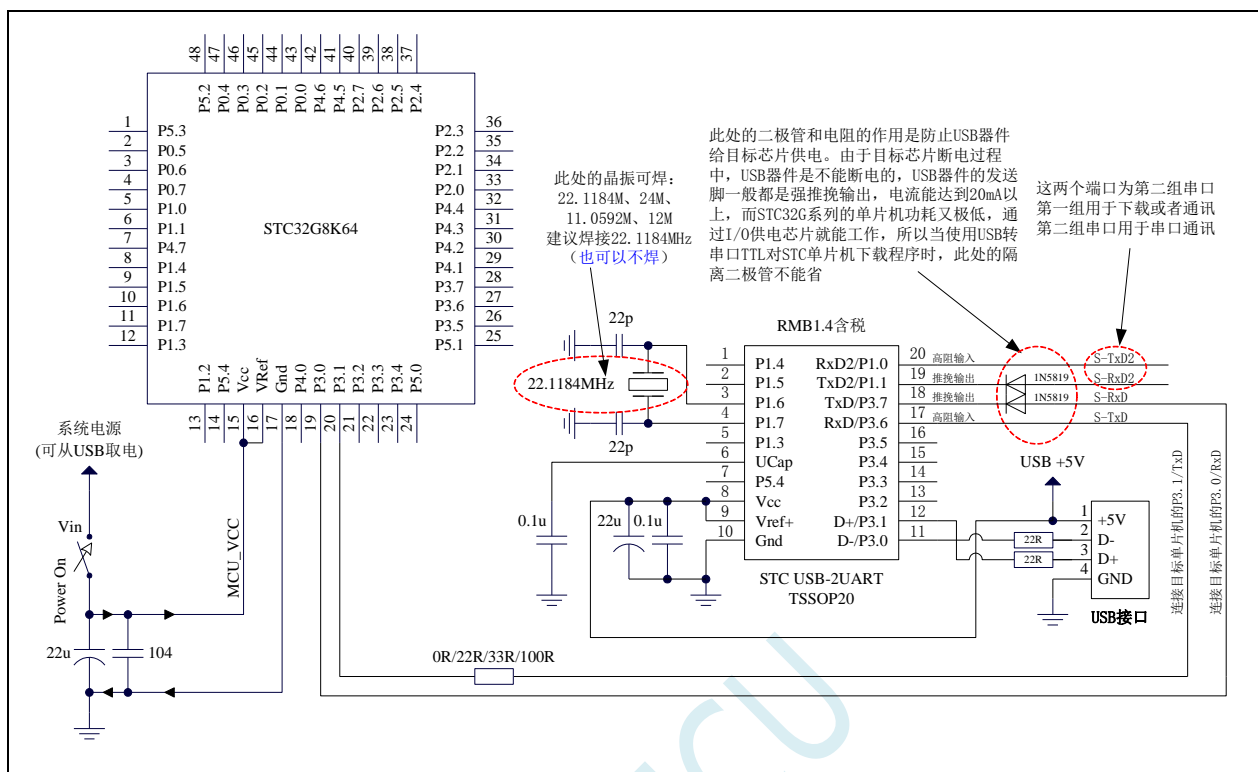 48
47
46
45
44
43
42
41
40
39
38
37
P5.2
P0.4
P0.3
P0.2
P0.1
P0.0
P4.6
P4.5
P2.7
P2.6
P2.5
P2.4
1
2
3
4
5
6
7
8
9
10
11
12
P5.3
P0.5
P0.6
P0.7
P1.0
P1.1
P4.7
P1.4
P1.5
P1.6
P1.7
P1.3
STC32G8K64
P2.3
P2.2
P2.1
P2.0
P4.4
P4.3
P4.2
P4.1
P3.7
P3.6
P3.5
P5.1
36
35
34
33
32
31
30
29
28
27
26
25
P1.2
P5.4
Vcc
VRef
Gnd
P4.0
P3.0
P3.1
P3.2
P3.3
P3.4
P5.0
13
14
15
16
17
18
19
20
21
22
23
24
此处的晶振可焊：
22.1184M、24M、
11.0592M、12M
建议焊接22.1184MHz
（也可以不焊）
此处的二极管和电阻的作用是防止USB器件
给目标芯片供电。由于目标芯片断电过程
中，USB器件是不能断电的，USB器件的发送
脚一般都是强推挽输出，电流能达到20mA以
上，而STC32G系列的单片机功耗又极低，通
过I/O供电芯片就能工作，所以当使用USB转
串口TTL对STC单片机下载程序时，此处的隔
离二极管不能省
这两个端口为第二组串口
第一组用于下载或者通讯
第二组串口用于串口通讯
系统电源
(可从USB取电)
Vin
Power On
MCU_VCC
22u
104
22p
22.1184MHz
22p
0.1u
22u
0.1u
RMB1.4含税
1
2
3
4
5
6
7
8
9
10
P1.4
P1.5
P1.6
P1.7
P1.3
UCap
P5.4
Vcc
Vref+
Gnd
RxD2/P1.0
TxD2/P1.1
TxD/P3.7
RxD/P3.6
P3.5
P3.4
P3.3
P3.2
D+/P3.1
D-/P3.0
20
19
18
17
16
15
14
13
12
11
高阻输入
推挽输出
推挽输出
高阻输入
1N5819
1N5819
S-TxD2
S-RxD2
S-RxD
S-TxD
STC USB-2UART
TSSOP20
USB +5V
22R
22R
1
2
3
4
+5V
D-
D+
GND
USB接口
连接目标单片机的P3.1/TxD
连接目标单片机的P3.0/RxD
0R/22R/33R/100R